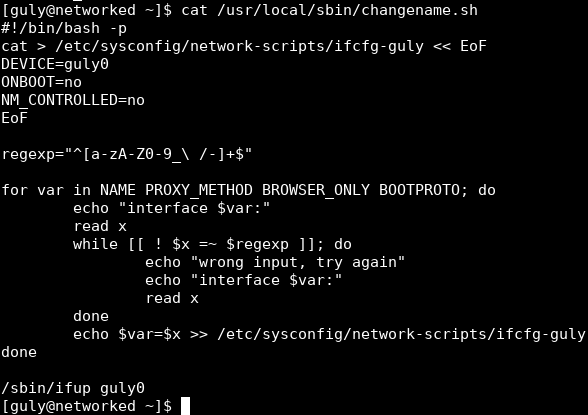 [guly@networked ~]$ cat /usr/local/sbin/changename.sh
#!/bin/bash -p
cat > /etc/sysconfig/network-scripts/ifcfg-guly << EoF
DEVICE=guly0
ONBOOT=no
NM_CONTROLLED=no
EoF

regexp="^[a-zA-Z0-9_\ /-]+$"

for var in NAME PROXY_METHOD BROWSER_ONLY BOOTPROTO; do
        echo "interface $var:"
        read x
        while [[ ! $x =~ $regexp ]]; do
                echo "wrong input, try again"
                echo "interface $var:"
                read x
        done
        echo $var=$x >> /etc/sysconfig/network-scripts/ifcfg-guly
done

/sbin/ifup guly0
[guly@networked ~]$